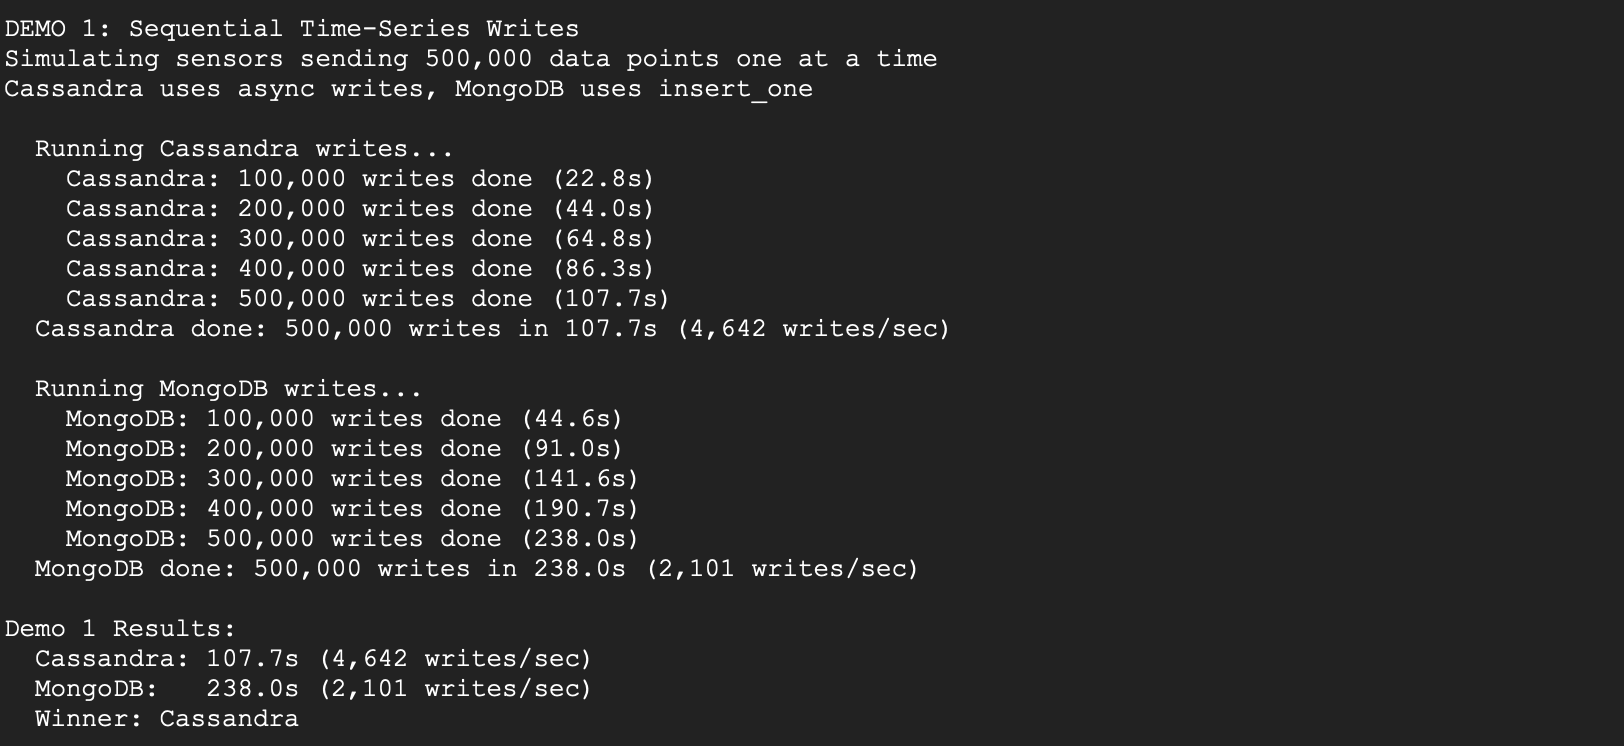 DEMO 1: Sequential Time-Series Writes
Simulating sensors sending 500,000 data points one at a time
Cassandra uses async writes, MongoDB uses insert_one
Running Cassandra writes...
Cassandra: 100,000 writes done (22.8s)
Cassandra: 200,000 writes done (44.0s)
Cassandra: 300,000 writes done (64.8s)
Cassandra: 400,000 writes done (86.3s)
Cassandra: 500,000 writes done (107.7s)
Cassandra done: 500,000 writes in 107.7s (4,642 writes/sec)
Running MongoDB writes...
MongoDB: 100,000 writes done (44.6s)
MongoDB: 200,000 writes done (91.0s)
MongoDB: 300,000 writes done (141.6s)
MongoDB: 400,000 writes done (190.7s)
MongoDB: 500,000 writes done (238.0s)
MongoDB done: 500,000 writes in 238.0s (2,101 writes/sec)
Demo 1 Results:
Cassandra: 107.7s (4,642 writes/sec)
MongoDB:   238.0s (2,101 writes/sec)
Winner: Cassandra